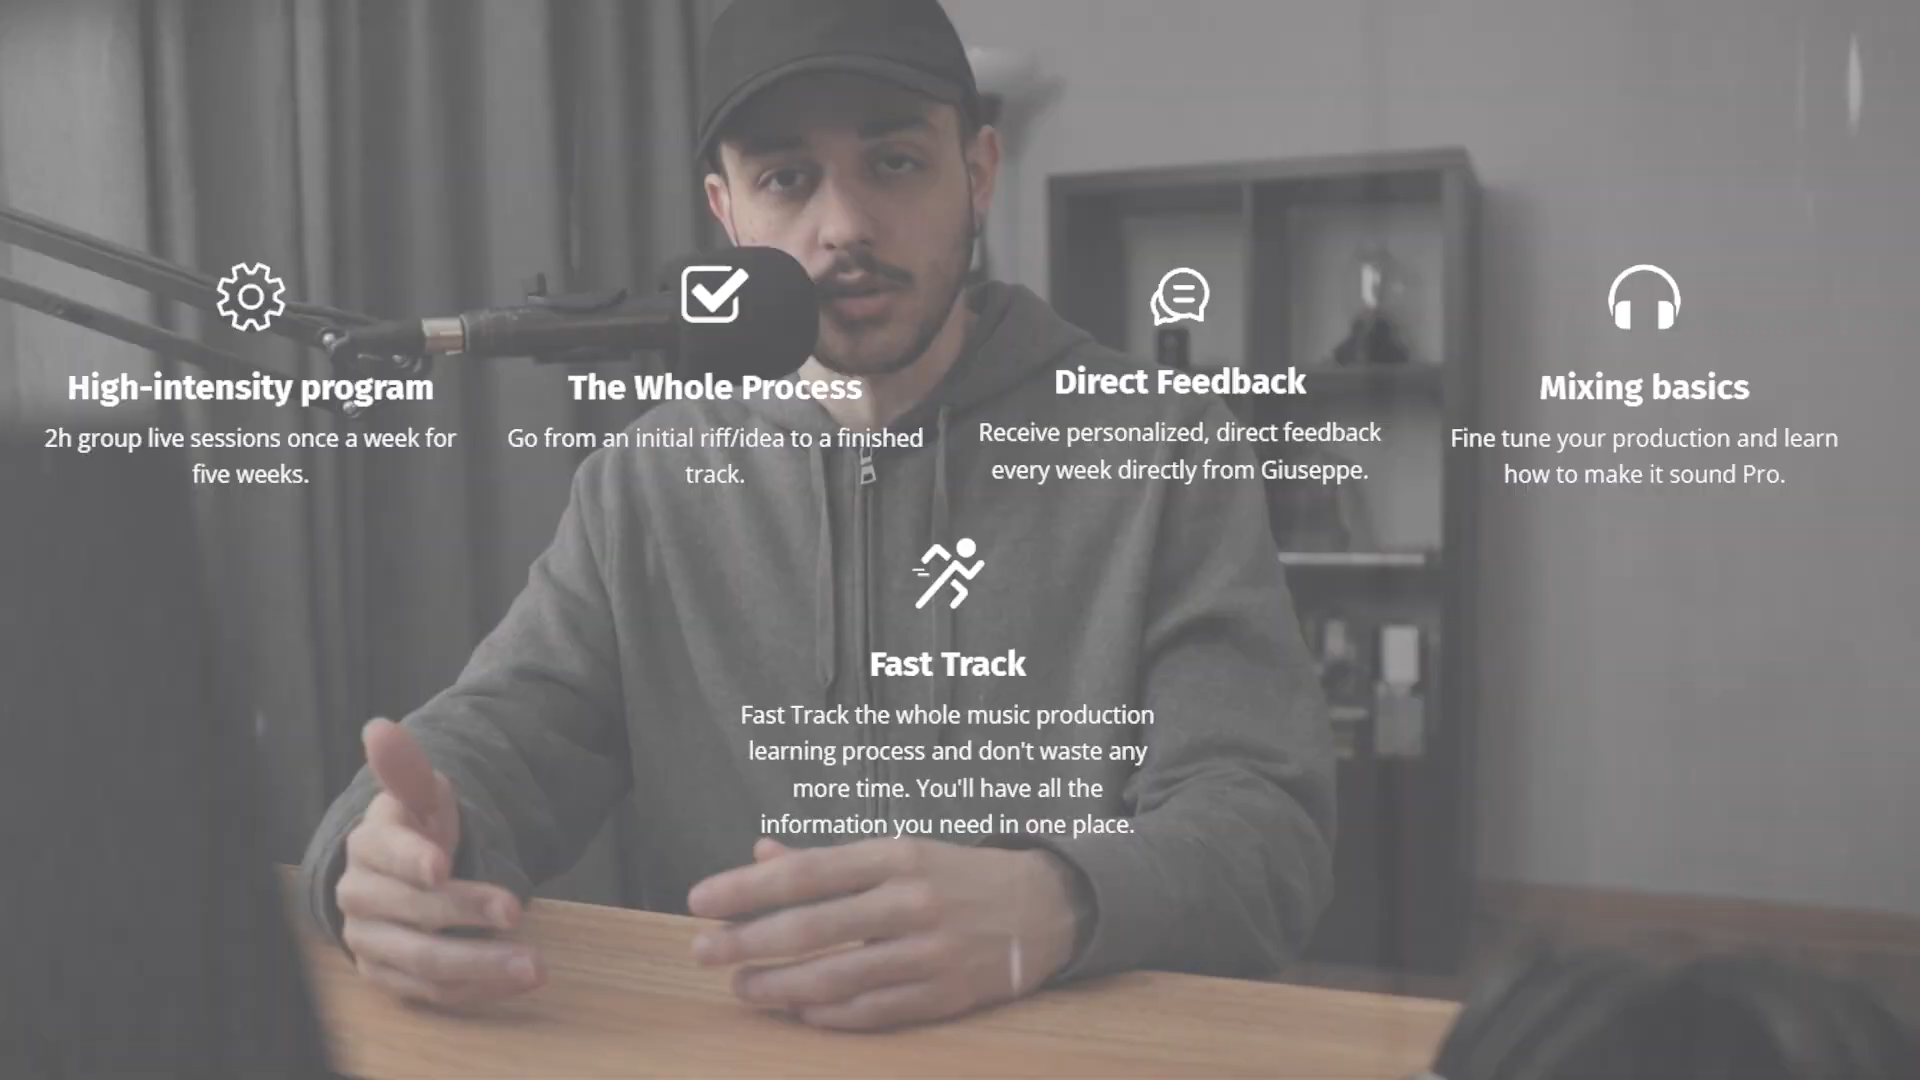 High-intensity program
2h group live sessions once a week for
five weeks.
The Whole Process
Go from an initial riff/idea to a finished
track.
Direct Feedback
Receive personalized, direct feedback
every week directly from Giuseppe.
Mixing basics
Fine tune your production and learn
how to make it sound Pro.
Fast Track
Fast Track the whole music production
learning process and don't waste any
more time. You'll have all the
information you need in one place.